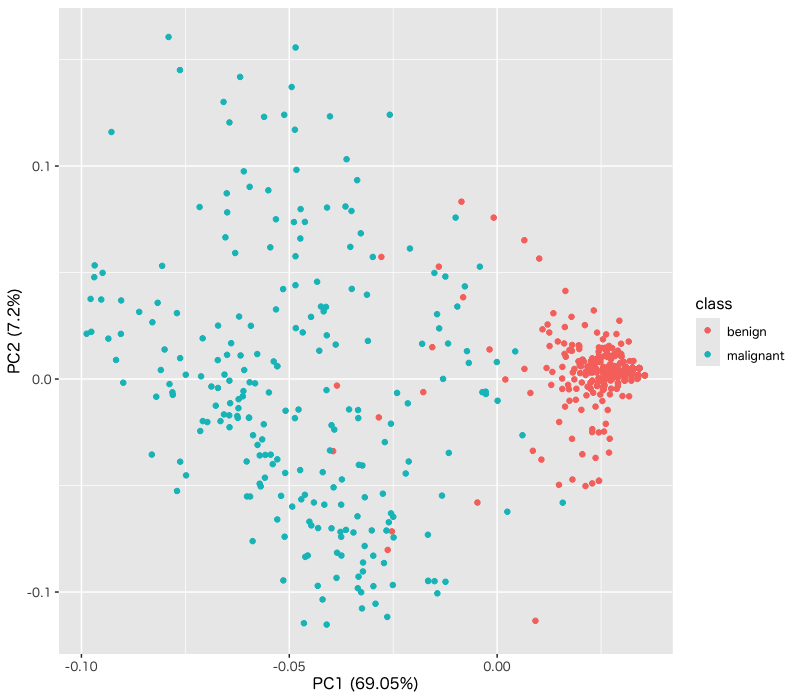 0.1
0.0
-0.1
PC2 (7.2%)
-0.10
-0.05
0.00
PC1 (69.05%)
class
benign
malignant